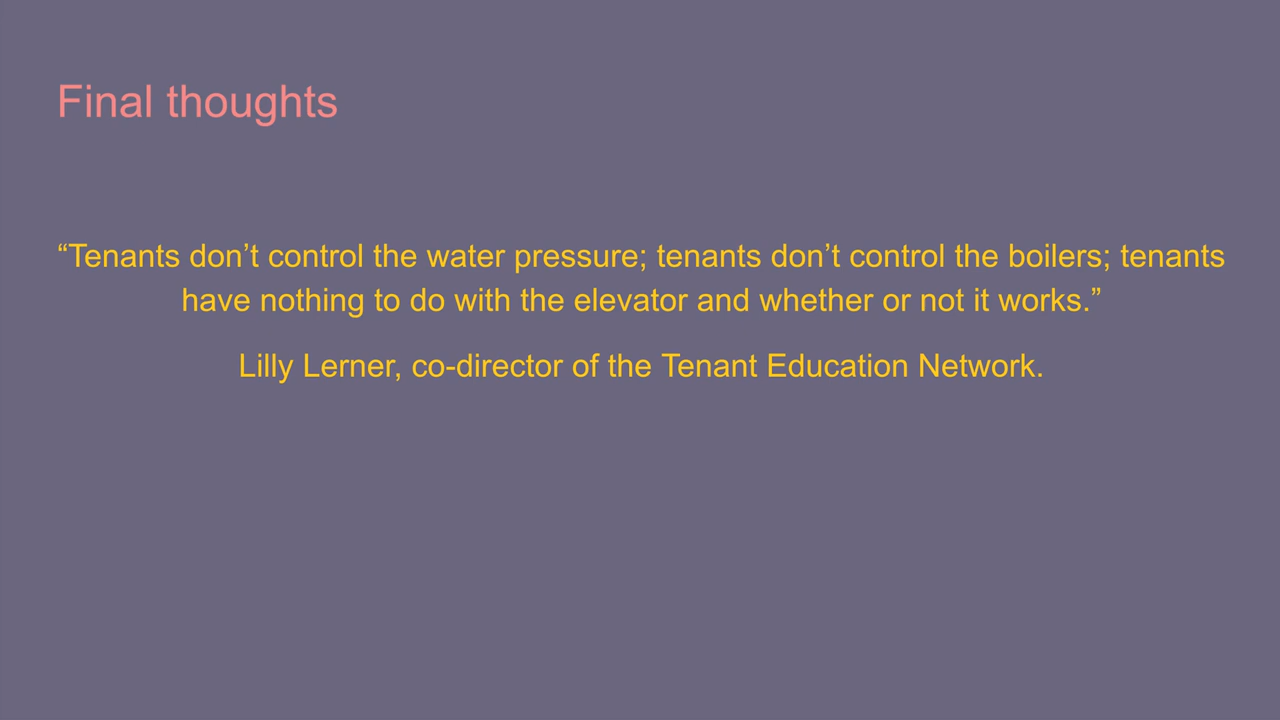 Final thoughts
“Tenants don’t control the water pressure; tenants don’t control the boilers; tenants
have nothing to do with the elevator and whether or not it works.”
Lilly Lerner, co-director of the Tenant Education Network.